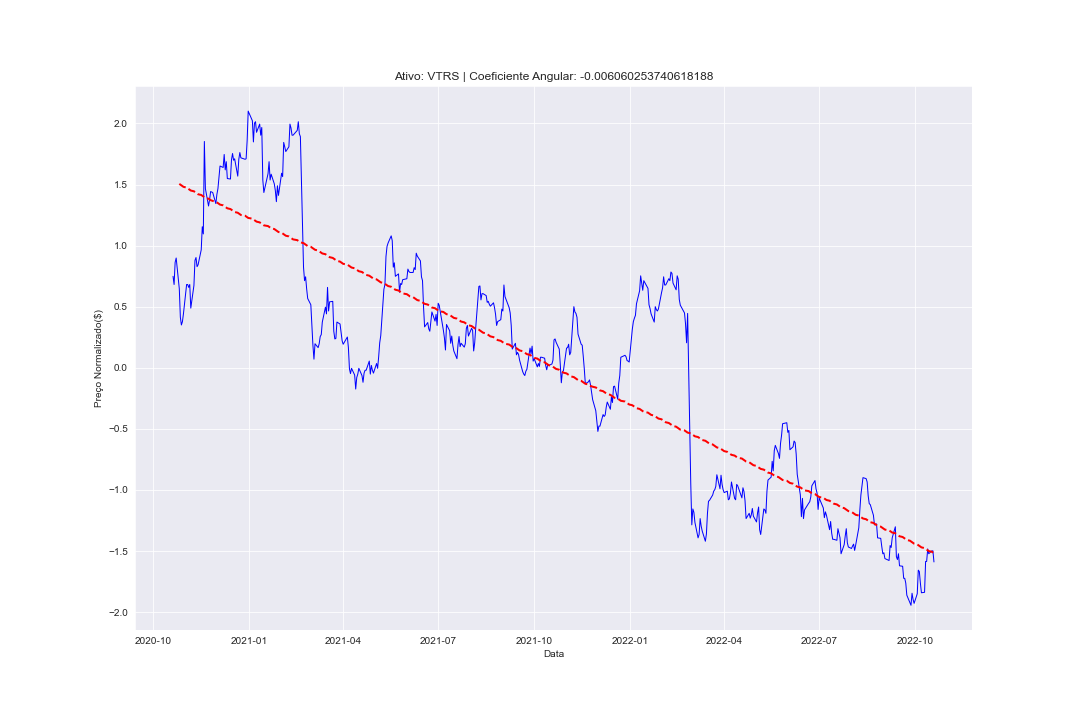 Ativo: VTRS | Coeficiente Angular: -0.006060253740618188
Preço Normalizado($)
2.0
1.5
1.0
0.5
0.0
−0.5
−1.0
−1.5
−2.0
2020-10 2021-01 2021-04 2021-07 2021-10 2022-01 2022-04 2022-07 2022-10
Data